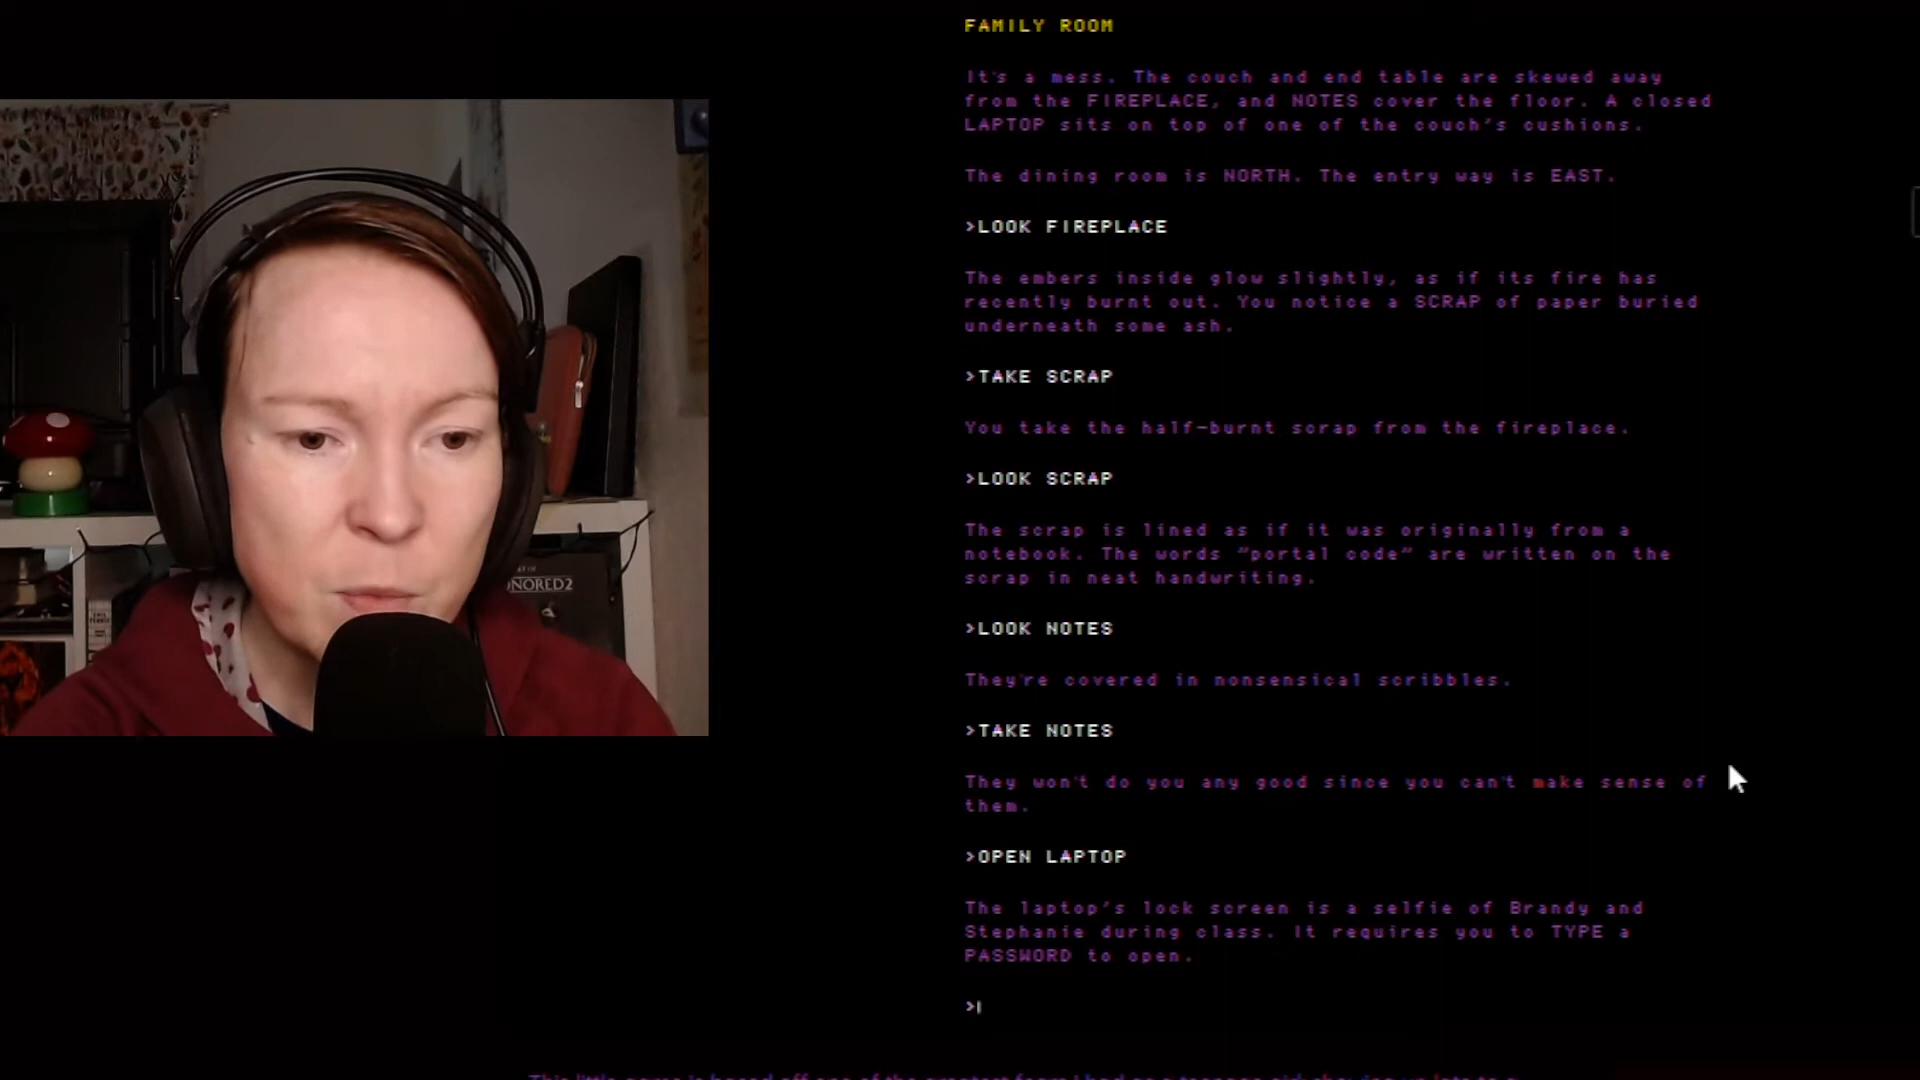 FAMILY ROOM
It's a mess. The couch and end table are skewed away
from the FIREPLACE, and NOTES cover the floor. A closed
LAPTOP sits on top of one of the couch's cushions.
The dining room is NORTH. The entry way is EAST.
>LOOK FIREPLACE
The embers inside glow slightly, as if its fire has
recently burnt out. You notice a SCRAP of paper buried
underneath some ash.
>TAKE SCRAP
You take the half-burnt scrap from the fireplace.
>LOOK SCRAP
The scrap is lined as if it was originally from a
notebook. The words "portal code" are written on the
scrap in neat handwriting.
>LOOK NOTES
They're covered in nonsensical scribbles.
>TAKE NOTES
They won't do you any good since you can't make sense of
them.
>OPEN LAPTOP
The laptop's lock screen is a selfie of Brandy and
Stephanie during class. It requires you to TYPE a
PASSWORD to open.
>
NORED2